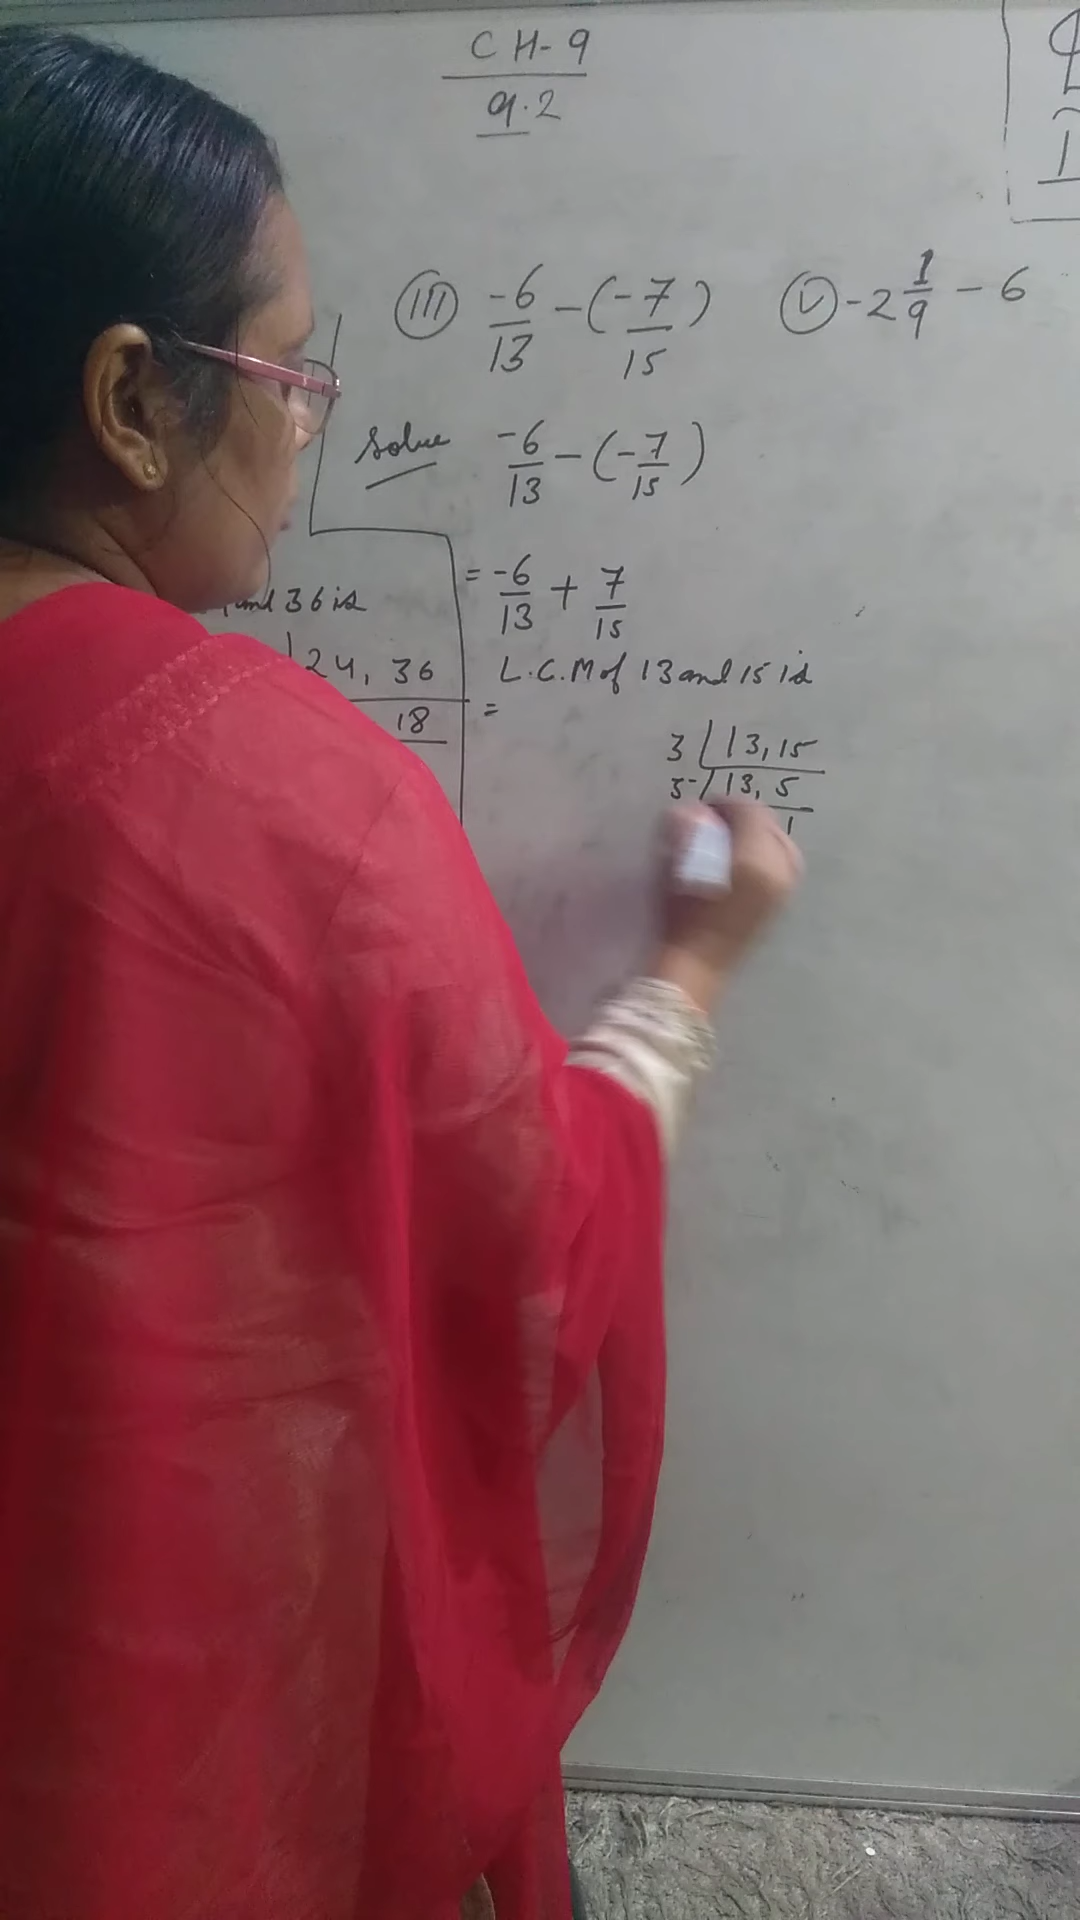 CH-9
9.2
(III) -6/13 - (-7/15)
(V) -2 1/9 - 6
Solve -6/13 - (-7/15)
= -6/13 + 7/15
and 36 is
24, 36
18
L.C.M of 13 and 15 is
=
3 | 13, 15
5 | 13, 5
1